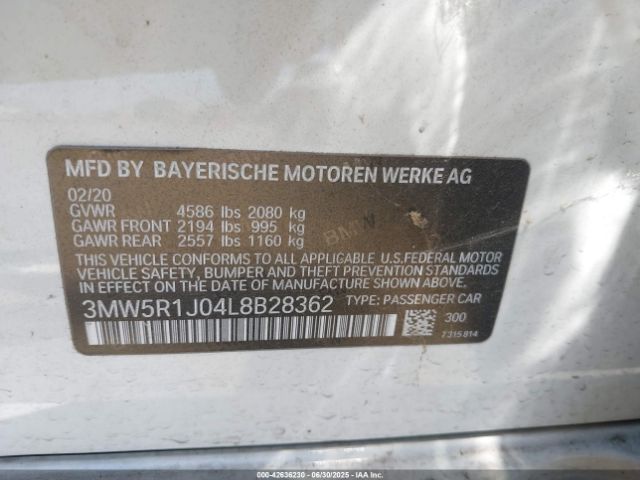 MFD BY BAYERISCHE MOTOREN WERKE AG
02/20
GVWR 4586 lbs 2080 kg
GAWR FRONT 2194 lbs 995 kg
GAWR REAR 2557 lbs 1160 kg
BMW
THIS VEHICLE CONFORMS TO ALL APPLICABLE U.S.FEDERAL MOTOR
VEHICLE SAFETY, BUMPER AND THEFT PREVENTION STANDARDS
IN EFFECT ON THE DATE OF MANUFACTURE SHOWN ABOVE.
3MW5R1J04L8B28362 TYPE: PASSENGER CAR
300
7315814
000-42636230 - 06/30/2025 - IAAI.COM